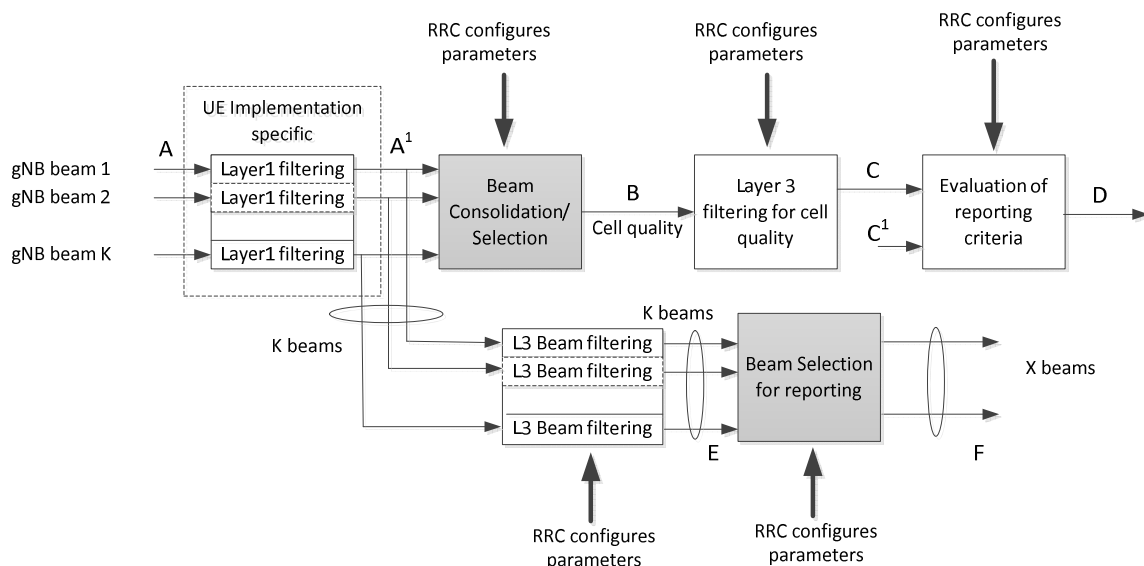 RRC configures
parameters
RRC configures
parameters
RRC configures
parameters
UE Implementation
specific
A
A¹
gNB beam 1
gNB beam 2
gNB beam K
Layer1 filtering
Layer1 filtering
Layer1 filtering
Beam
Consolidation/
Selection
B
Cell quality
Layer 3
filtering for cell
quality
C
C¹
Evaluation of
reporting
criteria
D
K beams
K beams
L3 Beam filtering
L3 Beam filtering
L3 Beam filtering
E
Beam Selection
for reporting
X beams
F
RRC configures
parameters
RRC configures
parameters